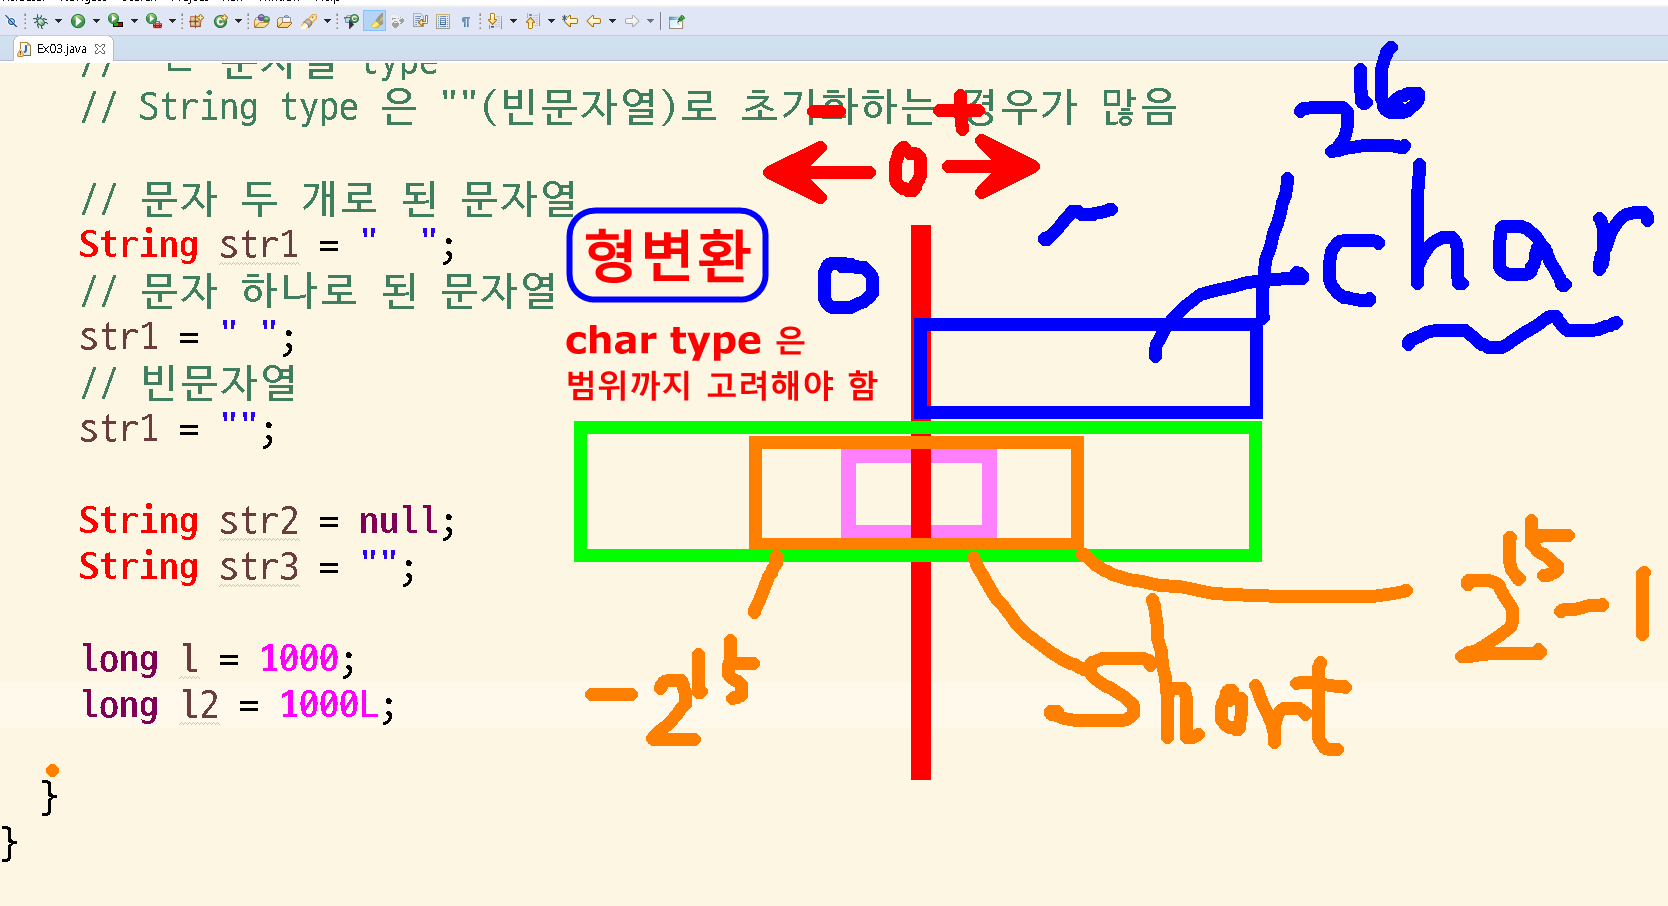 Ex03.java
type
// String type 은 ""(빈문자열)로 초기화하는 경우가 많음
- +
0
// 문자 두 개로 된 문자열
String str1 = "  ";
// 문자 하나로 된 문자열
str1 = " ";
// 빈문자열
str1 = "";
String str2 = null;
String str3 = "";
long l = 1000;
long l2 = 1000L;
}
}
형변환
char type 은
범위까지 고려해야 함
0 ~ 2^16
char
-2^15
short
2^15-1